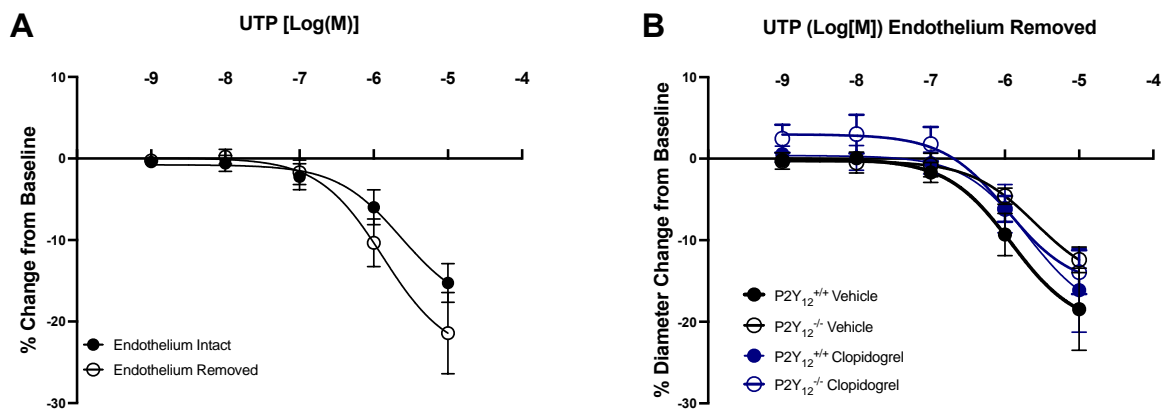 A
UTP [Log(M)]
% Change from Baseline
10
0
-10
-20
-30
-9 -8 -7 -6 -5 -4
Endothelium Intact
Endothelium Removed
B
UTP (Log[M]) Endothelium Removed
% Diameter Change from Baseline
10
0
-10
-20
-30
-9 -8 -7 -6 -5 -4
P2Y₁₂⁺/⁺ Vehicle
P2Y₁₂⁻/⁻ Vehicle
P2Y₁₂⁺/⁺ Clopidogrel
P2Y₁₂⁻/⁻ Clopidogrel